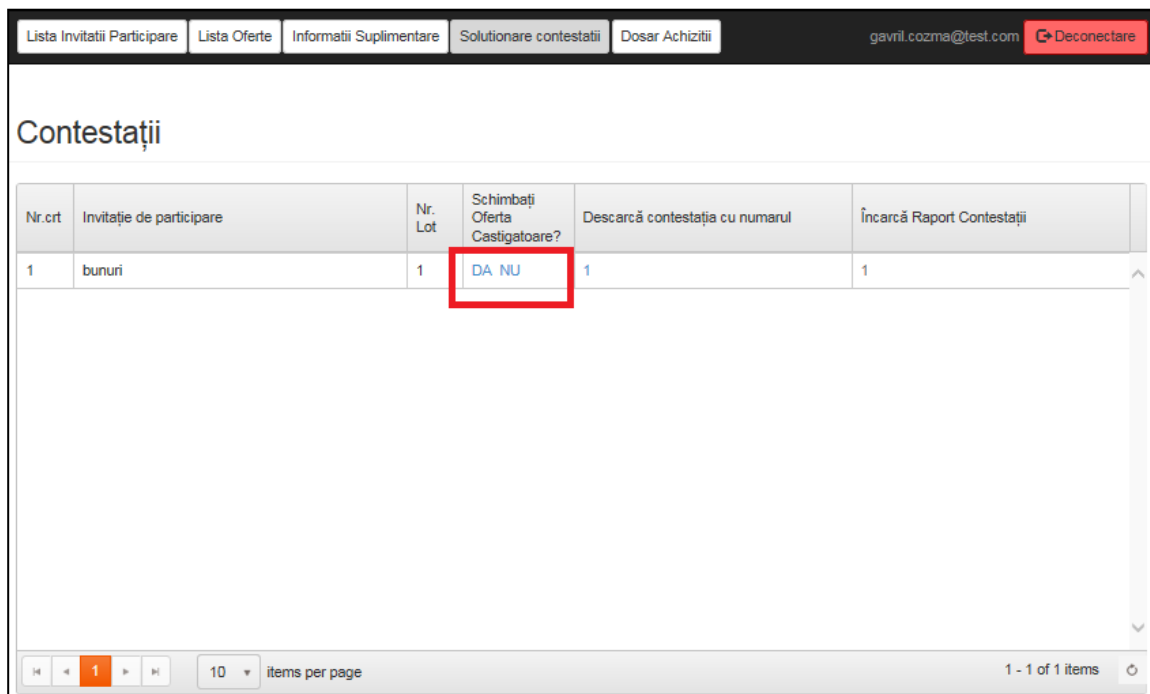 Lista Invitatii Participare Lista Oferte Informatii Suplimentare Solutionare contestatii Dosar Achizitii gavril.cozma@test.com Deconectare
Contestații
Nr.crt Invitație de participare Nr. Lot Schimbați Oferta Castigatoare? Descarcă contestația cu numarul Încarcă Raport Contestații
1 bunuri 1 DA NU 1 1
1 10 items per page 1 - 1 of 1 items